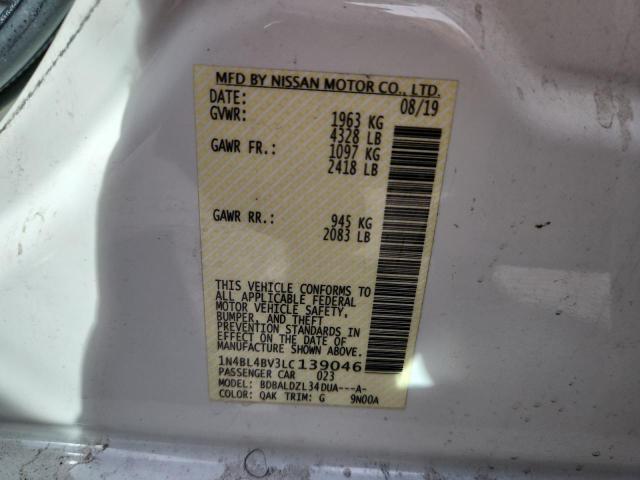 MFD BY NISSAN MOTOR CO., LTD.
DATE: 08/19
GVWR: 1963 KG
4328 LB
GAWR FR.: 1097 KG
2418 LB
GAWR RR.: 945 KG
2083 LB
THIS VEHICLE CONFORMS TO
ALL APPLICABLE FEDERAL
MOTOR VEHICLE SAFETY,
BUMPER, AND THEFT
PREVENTION STANDARDS IN
EFFECT ON THE DATE OF
MANUFACTURE SHOWN ABOVE.
1N4BL4BV3LC139046
PASSENGER CAR 023
MODEL: BDBALDZL34DUA---A-
COLOR: QAK TRIM: G 9N00A